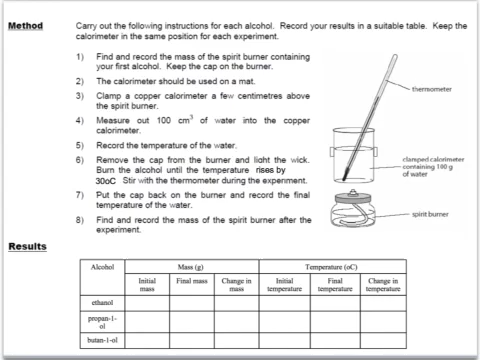 Method
Carry out the following instructions for each alcohol. Record your results in a suitable table. Keep the
calorimeter in the same position for each experiment.
1) Find and record the mass of the spirit burner containing
your first alcohol. Keep the cap on the burner.
2) The calorimeter should be used on a mat.
3) Clamp a copper calorimeter a few centimetres above
the spirit burner.
4) Measure out 100 cm³ of water into the copper
calorimeter.
5) Record the temperature of the water.
6) Remove the cap from the burner and light the wick.
Burn the alcohol until the temperature rises by
30oC Stir with the thermometer during the experiment.
7) Put the cap back on the burner and record the final
temperature of the water.
8) Find and record the mass of the spirit burner after the
experiment.
thermometer
clamped calorimeter
containing 100 g
of water
spirit burner
Results
Alcohol Mass (g) Temperature (oC)
Initial mass Final mass Change in mass Initial temperature Final temperature Change in temperature
ethanol
propan-1-
ol
butan-1-ol